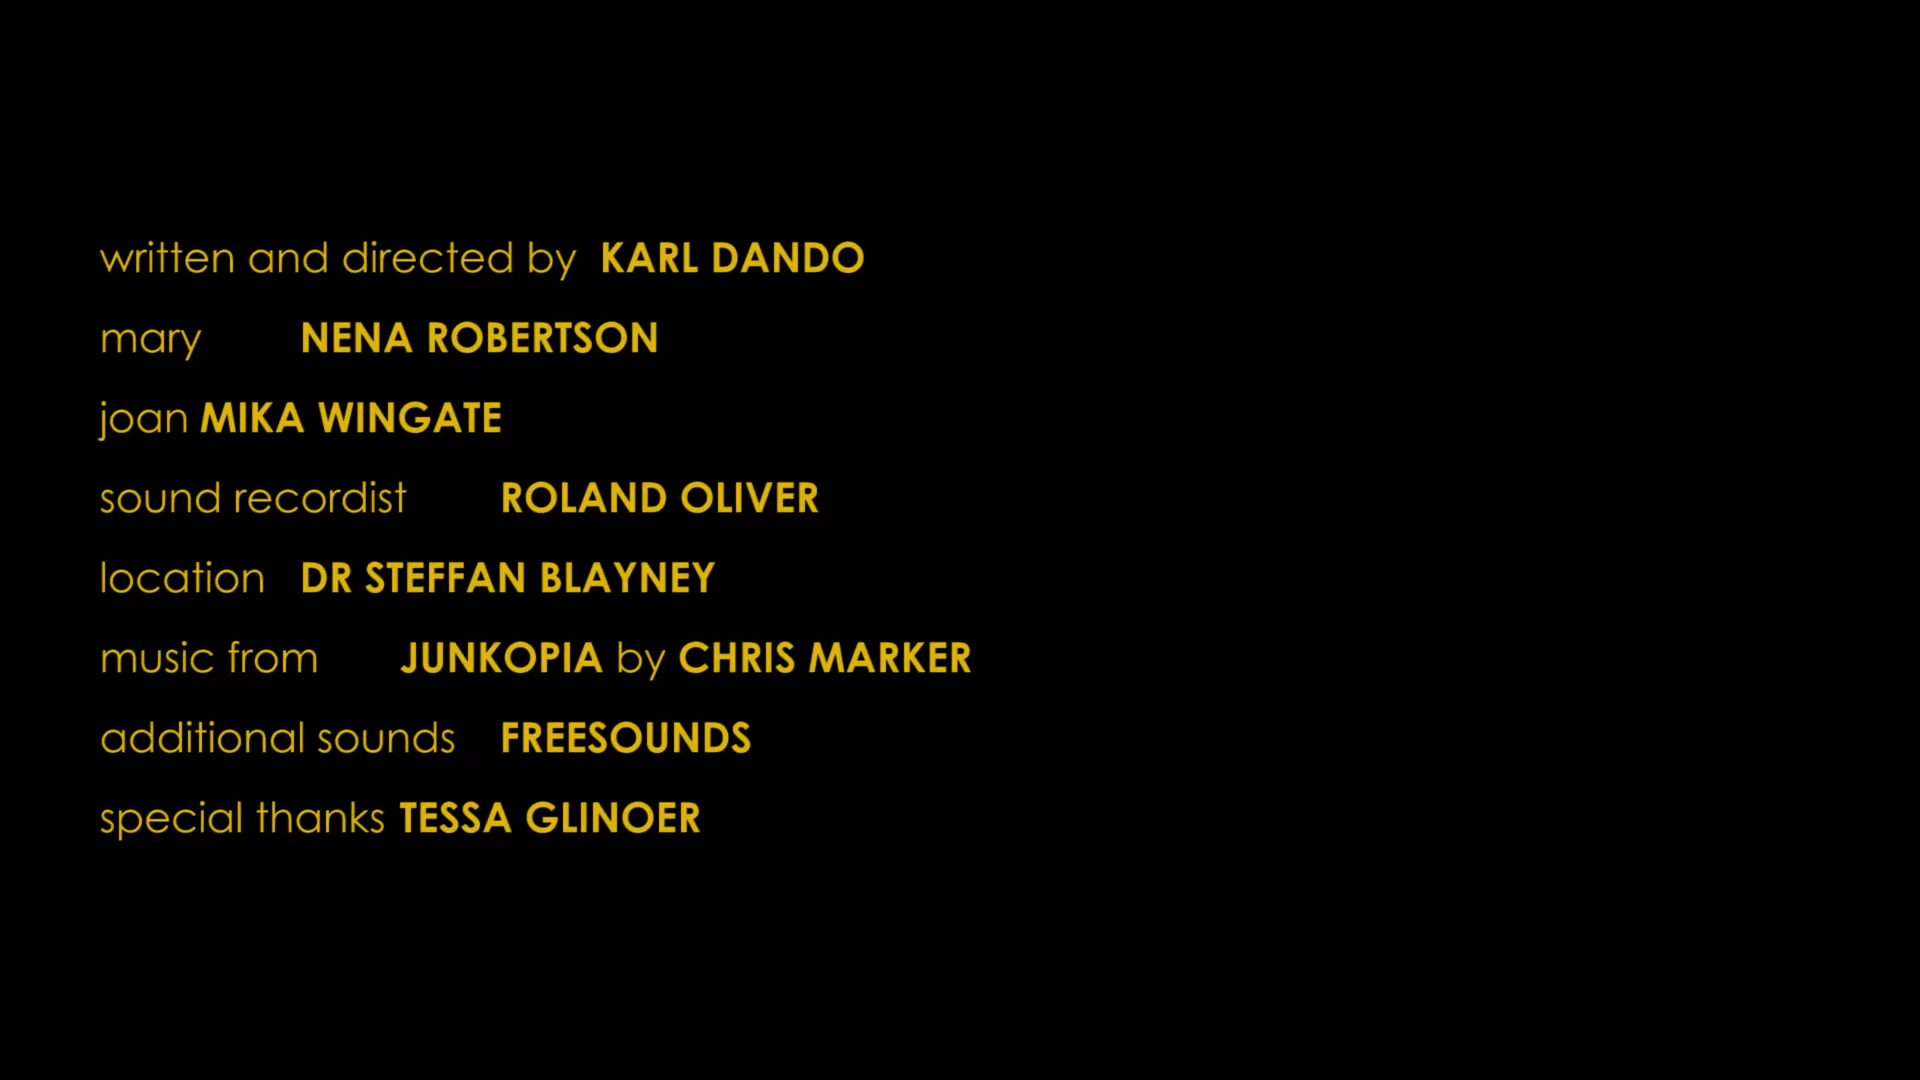 written and directed by KARL DANDO
mary NENA ROBERTSON
joan MIKA WINGATE
sound recordist ROLAND OLIVER
location DR STEFFAN BLAYNEY
music from JUNKOPIA by CHRIS MARKER
additional sounds FREESOUNDS
special thanks TESSA GLINOER